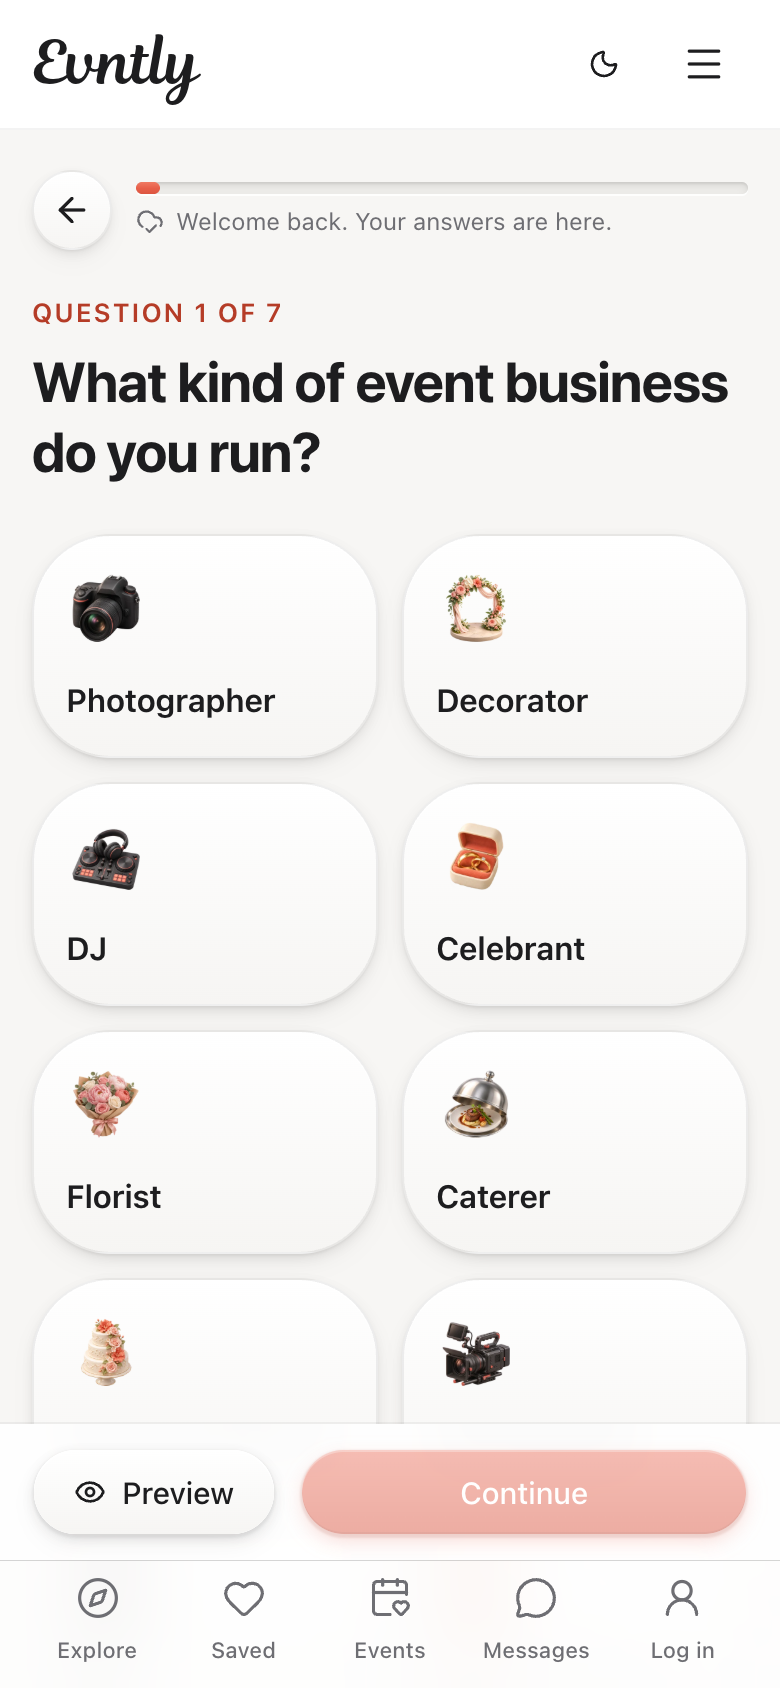 Evntly
Welcome back. Your answers are here.
QUESTION 1 OF 7
What kind of event business
do you run?
Photographer
Decorator
DJ
Celebrant
Florist
Caterer
Preview
Continue
Explore
Saved
Events
Messages
Log in